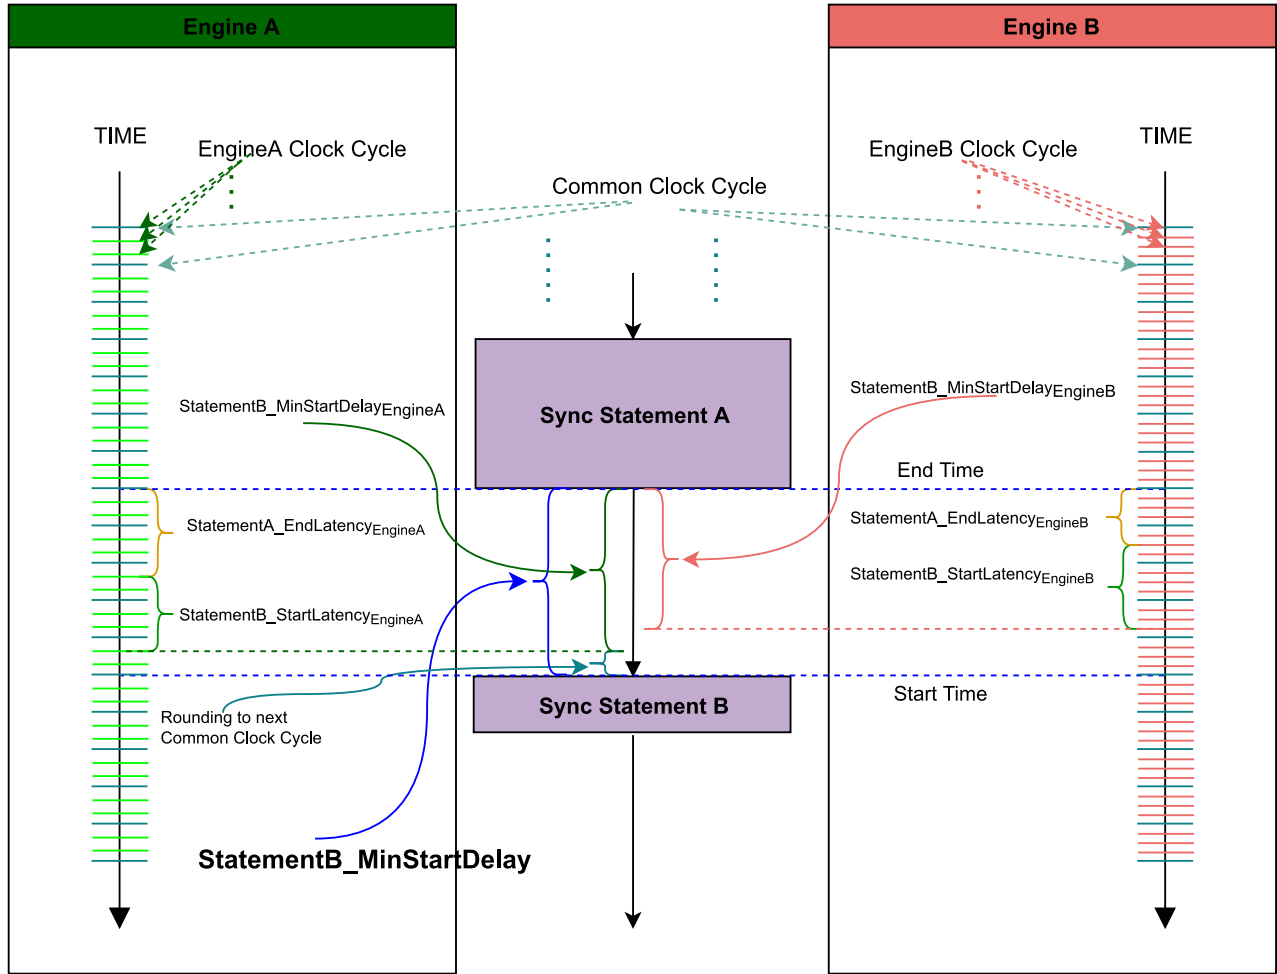 Engine A
Engine B
TIME
EngineA Clock Cycle
Common Clock Cycle
EngineB Clock Cycle
TIME
StatementB_MinStartDelayEngineA
Sync Statement A
StatementB_MinStartDelayEngineB
End Time
StatementA_EndLatencyEngineA
StatementA_EndLatencyEngineB
StatementB_StartLatencyEngineA
StatementB_StartLatencyEngineB
Rounding to next
Common Clock Cycle
Sync Statement B
Start Time
StatementB_MinStartDelay